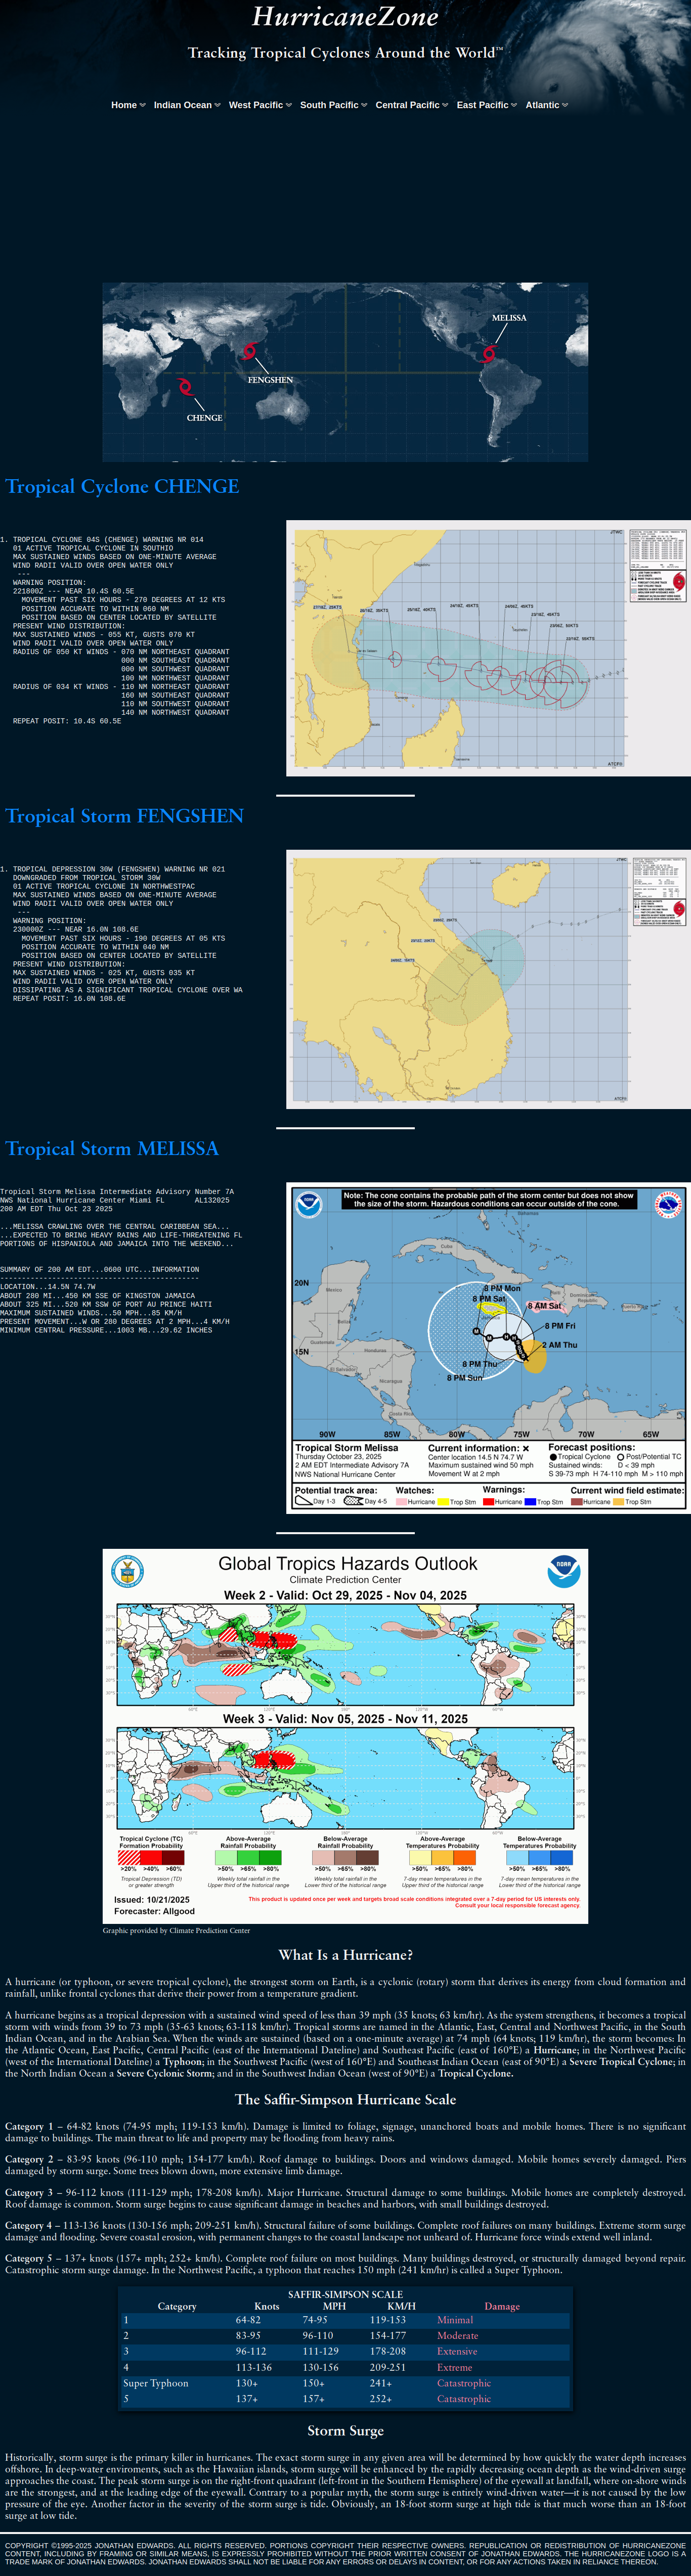 HurricaneZone
Tracking Tropical Cyclones Around the World™
Home
Indian Ocean
West Pacific
South Pacific
Central Pacific
East Pacific
Atlantic
MELISSA
FENGSHEN
CHENGE
Tropical Cyclone CHENGE
1. TROPICAL CYCLONE 04S (CHENGE) WARNING NR 014
01 ACTIVE TROPICAL CYCLONE IN SOUTHIO
MAX SUSTAINED WINDS BASED ON ONE-MINUTE AVERAGE
WIND RADII VALID OVER OPEN WATER ONLY
---
WARNING POSITION:
221800Z --- NEAR 10.4S 60.5E
MOVEMENT PAST SIX HOURS - 270 DEGREES AT 12 KTS
POSITION ACCURATE TO WITHIN 060 NM
POSITION BASED ON CENTER LOCATED BY SATELLITE
PRESENT WIND DISTRIBUTION:
MAX SUSTAINED WINDS - 055 KT, GUSTS 070 KT
WIND RADII VALID OVER OPEN WATER ONLY
RADIUS OF 050 KT WINDS - 070 NM NORTHEAST QUADRANT
000 NM SOUTHEAST QUADRANT
000 NM SOUTHWEST QUADRANT
100 NM NORTHWEST QUADRANT
RADIUS OF 034 KT WINDS - 110 NM NORTHEAST QUADRANT
160 NM SOUTHEAST QUADRANT
110 NM SOUTHWEST QUADRANT
140 NM NORTHWEST QUADRANT
REPEAT POSIT: 10.4S 60.5E
JTWC
ATCF®
Tropical Storm FENGSHEN
1. TROPICAL DEPRESSION 30W (FENGSHEN) WARNING NR 021
DOWNGRADED FROM TROPICAL STORM 30W
01 ACTIVE TROPICAL CYCLONE IN NORTHWESTPAC
MAX SUSTAINED WINDS BASED ON ONE-MINUTE AVERAGE
WIND RADII VALID OVER OPEN WATER ONLY
---
WARNING POSITION:
230000Z --- NEAR 16.0N 108.6E
MOVEMENT PAST SIX HOURS - 190 DEGREES AT 05 KTS
POSITION ACCURATE TO WITHIN 040 NM
POSITION BASED ON CENTER LOCATED BY SATELLITE
PRESENT WIND DISTRIBUTION:
MAX SUSTAINED WINDS - 025 KT, GUSTS 035 KT
WIND RADII VALID OVER OPEN WATER ONLY
DISSIPATING AS A SIGNIFICANT TROPICAL CYCLONE OVER WA
REPEAT POSIT: 16.0N 108.6E
JTWC
ATCF®
Tropical Storm MELISSA
Tropical Storm Melissa Intermediate Advisory Number 7A
NWS National Hurricane Center Miami FL AL132025
200 AM EDT Thu Oct 23 2025
...MELISSA CRAWLING OVER THE CENTRAL CARIBBEAN SEA...
...EXPECTED TO BRING HEAVY RAINS AND LIFE-THREATENING FL
PORTIONS OF HISPANIOLA AND JAMAICA INTO THE WEEKEND...
SUMMARY OF 200 AM EDT...0600 UTC...INFORMATION
----------------------------------------------
LOCATION...14.5N 74.7W
ABOUT 280 MI...450 KM SSE OF KINGSTON JAMAICA
ABOUT 325 MI...520 KM SSW OF PORT AU PRINCE HAITI
MAXIMUM SUSTAINED WINDS...50 MPH...85 KM/H
PRESENT MOVEMENT...W OR 280 DEGREES AT 2 MPH...4 KM/H
MINIMUM CENTRAL PRESSURE...1003 MB...29.62 INCHES
Note: The cone contains the probable path of the storm center but does not show
the size of the storm. Hazardous conditions can occur outside of the cone.
20N
15N
8 PM Mon
8 PM Sat
8 AM Sat
8 PM Fri
2 AM Thu
8 PM Thu
8 PM Sun
90W 85W 80W 75W 70W 65W
Tropical Storm Melissa
Thursday October 23, 2025
2 AM EDT Intermediate Advisory 7A
NWS National Hurricane Center
Current information: ×
Center location 14.5 N 74.7 W
Maximum sustained wind 50 mph
Movement W at 2 mph
Forecast positions:
Tropical Cyclone Post/Potential TC
Sustained winds: D < 39 mph
S 39-73 mph H 74-110 mph M > 110 mph
Potential track area:
Day 1-3 Day 4-5
Watches:
Hurricane Trop Stm
Warnings:
Hurricane Trop Stm
Current wind field estimate:
Hurricane Trop Stm
Global Tropics Hazards Outlook
Climate Prediction Center
Week 2 - Valid: Oct 29, 2025 - Nov 04, 2025
Week 3 - Valid: Nov 05, 2025 - Nov 11, 2025
Tropical Cyclone (TC)
Formation Probability
>20% >40% >60%
Tropical Depression (TD)
or greater strength
Above-Average
Rainfall Probability
>50% >65% >80%
Weekly total rainfall in the
Upper third of the historical range
Below-Average
Rainfall Probability
>50% >65% >80%
Weekly total rainfall in the
Lower third of the historical range
Above-Average
Temperatures Probability
>50% >65% >80%
7-day mean temperatures in the
Upper third of the historical range
Below-Average
Temperatures Probability
>50% >65% >80%
7-day mean temperatures in the
Lower third of the historical range
Issued: 10/21/2025
Forecaster: Allgood
This product is updated once per week and targets broad scale conditions integrated over a 7-day period for US interests only.
Consult your local responsible forecast agency.
Graphic provided by Climate Prediction Center
What Is a Hurricane?
A hurricane (or typhoon, or severe tropical cyclone), the strongest storm on Earth, is a cyclonic (rotary) storm that derives its energy from cloud formation and
rainfall, unlike frontal cyclones that derive their power from a temperature gradient.
A hurricane begins as a tropical depression with a sustained wind speed of less than 39 mph (35 knots; 63 km/hr). As the system strengthens, it becomes a tropical
storm with winds from 39 to 73 mph (35-63 knots; 63-118 km/hr). Tropical storms are named in the Atlantic, East, Central and Northwest Pacific, in the South
Indian Ocean, and in the Arabian Sea. When the winds are sustained (based on a one-minute average) at 74 mph (64 knots; 119 km/hr), the storm becomes: In
the Atlantic Ocean, East Pacific, Central Pacific (east of the International Dateline) and Southeast Pacific (east of 160°E) a Hurricane; in the Northwest Pacific
(west of the International Dateline) a Typhoon; in the Southwest Pacific (west of 160°E) and Southeast Indian Ocean (east of 90°E) a Severe Tropical Cyclone; in
the North Indian Ocean a Severe Cyclonic Storm; and in the Southwest Indian Ocean (west of 90°E) a Tropical Cyclone.
The Saffir-Simpson Hurricane Scale
Category 1 – 64-82 knots (74-95 mph; 119-153 km/h). Damage is limited to foliage, signage, unanchored boats and mobile homes. There is no significant
damage to buildings. The main threat to life and property may be flooding from heavy rains.
Category 2 – 83-95 knots (96-110 mph; 154-177 km/h). Roof damage to buildings. Doors and windows damaged. Mobile homes severely damaged. Piers
damaged by storm surge. Some trees blown down, more extensive limb damage.
Category 3 – 96-112 knots (111-129 mph; 178-208 km/h). Major Hurricane. Structural damage to some buildings. Mobile homes are completely destroyed.
Roof damage is common. Storm surge begins to cause significant damage in beaches and harbors, with small buildings destroyed.
Category 4 – 113-136 knots (130-156 mph; 209-251 km/h). Structural failure of some buildings. Complete roof failures on many buildings. Extreme storm surge
damage and flooding. Severe coastal erosion, with permanent changes to the coastal landscape not unheard of. Hurricane force winds extend well inland.
Category 5 – 137+ knots (157+ mph; 252+ km/h). Complete roof failure on most buildings. Many buildings destroyed, or structurally damaged beyond repair.
Catastrophic storm surge damage. In the Northwest Pacific, a typhoon that reaches 150 mph (241 km/hr) is called a Super Typhoon.
SAFFIR-SIMPSON SCALE
Category Knots MPH KM/H Damage
1 64-82 74-95 119-153 Minimal
2 83-95 96-110 154-177 Moderate
3 96-112 111-129 178-208 Extensive
4 113-136 130-156 209-251 Extreme
Super Typhoon 130+ 150+ 241+ Catastrophic
5 137+ 157+ 252+ Catastrophic
Storm Surge
Historically, storm surge is the primary killer in hurricanes. The exact storm surge in any given area will be determined by how quickly the water depth increases
offshore. In deep-water enviroments, such as the Hawaiian islands, storm surge will be enhanced by the rapidly decreasing ocean depth as the wind-driven surge
approaches the coast. The peak storm surge is on the right-front quadrant (left-front in the Southern Hemisphere) of the eyewall at landfall, where on-shore winds
are the strongest, and at the leading edge of the eyewall. Contrary to a popular myth, the storm surge is entirely wind-driven water—it is not caused by the low
pressure of the eye. Another factor in the severity of the storm surge is tide. Obviously, an 18-foot storm surge at high tide is that much worse than an 18-foot
surge at low tide.
COPYRIGHT ©1995-2025 JONATHAN EDWARDS. ALL RIGHTS RESERVED. PORTIONS COPYRIGHT THEIR RESPECTIVE OWNERS. REPUBLICATION OR REDISTRIBUTION OF HURRICANEZONE
CONTENT, INCLUDING BY FRAMING OR SIMILAR MEANS, IS EXPRESSLY PROHIBITED WITHOUT THE PRIOR WRITTEN CONSENT OF JONATHAN EDWARDS. THE HURRICANEZONE LOGO IS A
TRADE MARK OF JONATHAN EDWARDS. JONATHAN EDWARDS SHALL NOT BE LIABLE FOR ANY ERRORS OR DELAYS IN CONTENT, OR FOR ANY ACTIONS TAKEN IN RELIANCE THEREON.